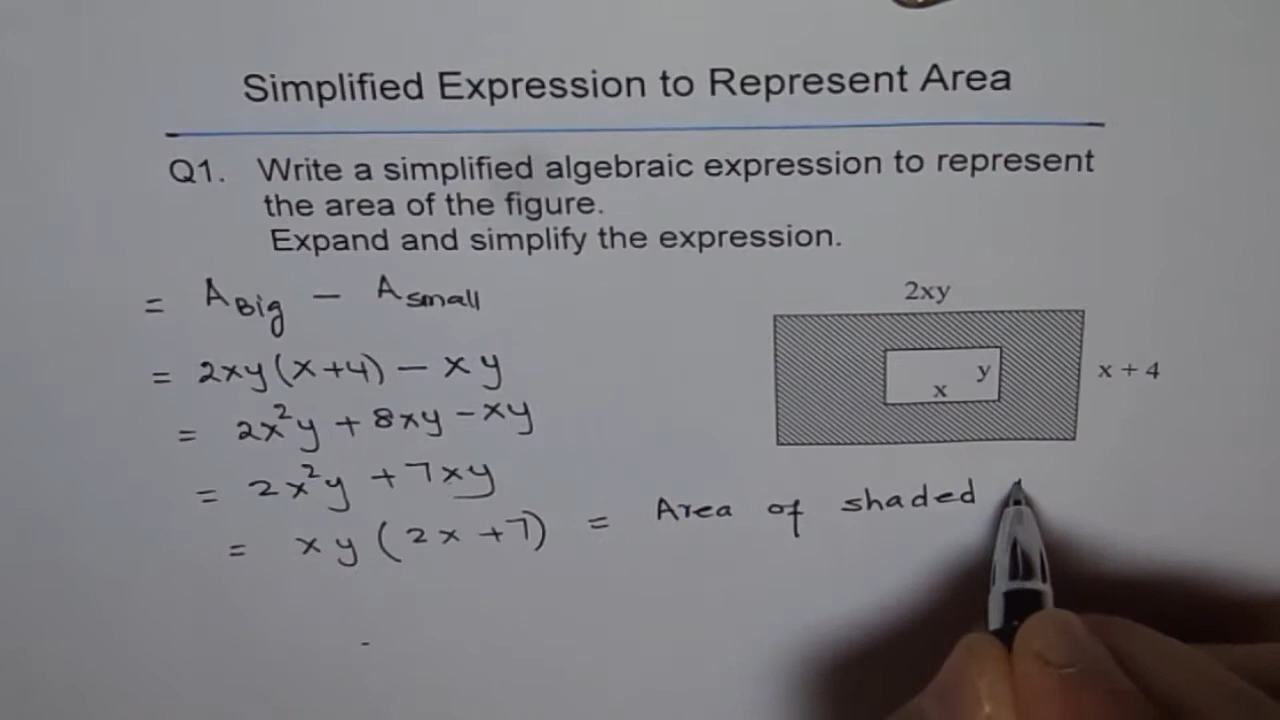 Simplified Expression to Represent Area
Q1. Write a simplified algebraic expression to represent
the area of the figure.
Expand and simplify the expression.
= A Big − A small
2xy
= 2xy(x+4) − xy
y
x + 4
x
= 2x²y + 8xy − xy
= 2x²y + 7xy
= xy(2x+7) = Area of shaded